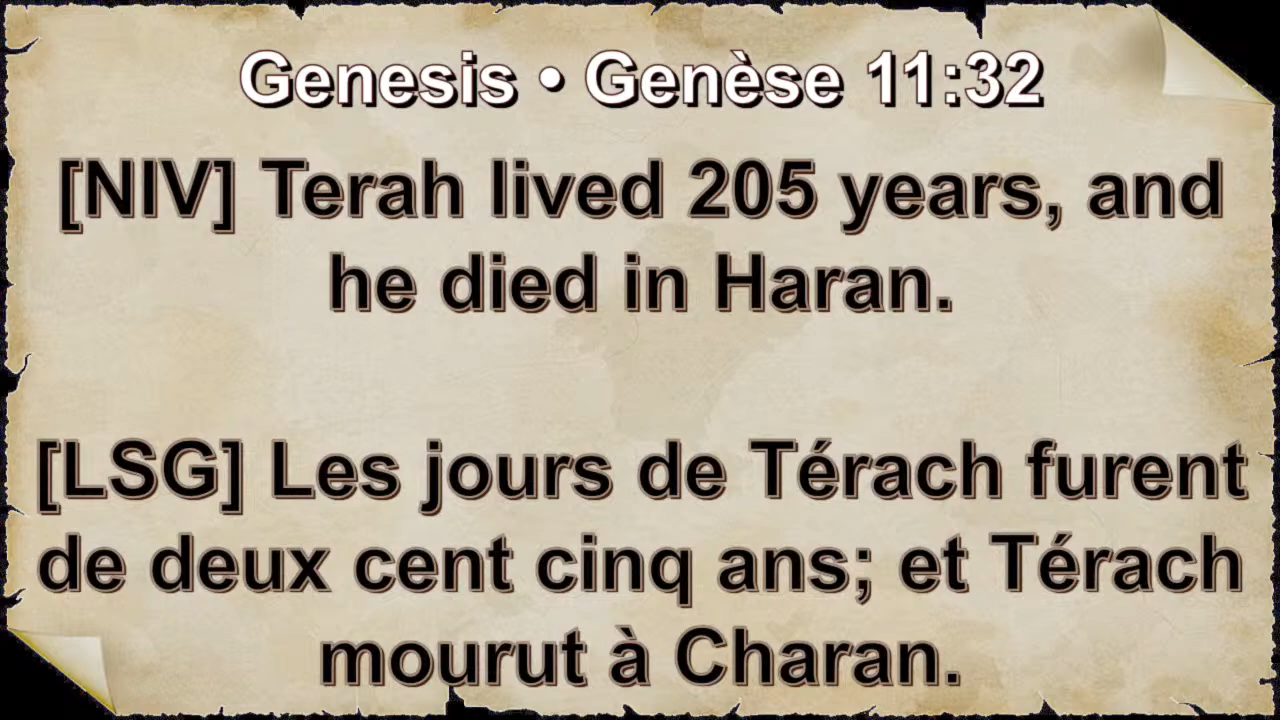 Genesis • Genèse 11:32
[NIV] Terah lived 205 years, and
he died in Haran.
[LSG] Les jours de Térach furent
de deux cent cinq ans; et Térach
mourut à Charan.